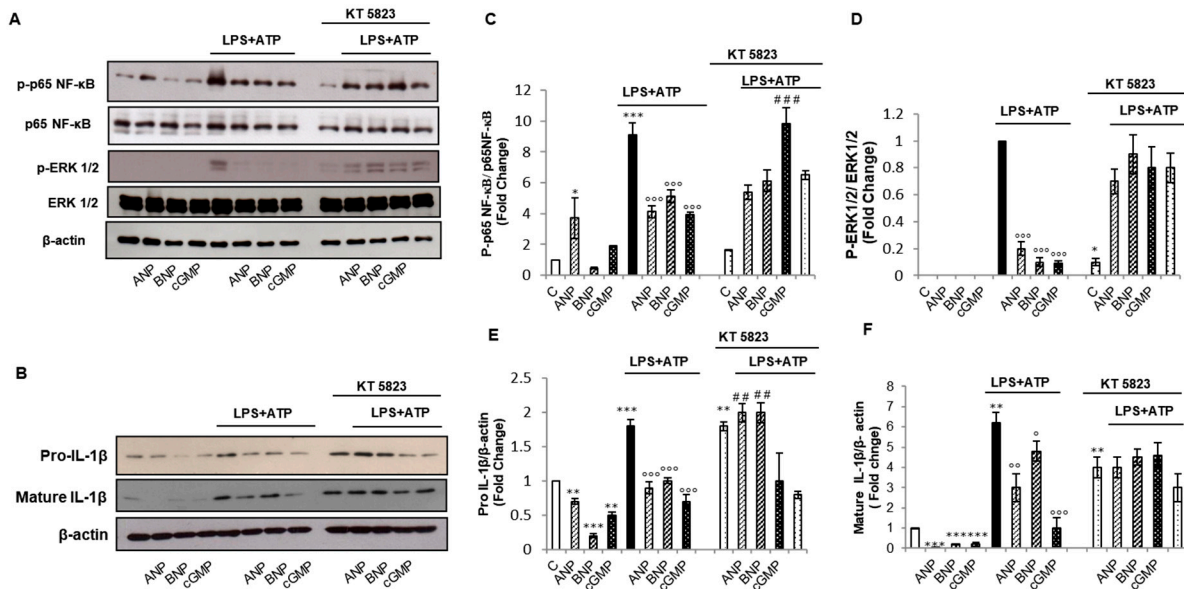 A
KT 5823
LPS+ATP
LPS+ATP
p-p65 NF-κB
p65 NF-κB
p-ERK 1/2
ERK 1/2
β-actin
ANP
BNP
cGMP
ANP
BNP
cGMP
ANP
BNP
cGMP
B
KT 5823
LPS+ATP
LPS+ATP
Pro-IL-1β
Mature IL-1β
β-actin
ANP
BNP
cGMP
ANP
BNP
cGMP
ANP
BNP
cGMP
C
P-p65 NF-κB/ p65NF-κB
(Fold Change)
12
10
8
6
4
2
0
KT 5823
LPS+ATP
LPS+ATP
*
***
°°°
°°°
°°°
###
C
ANP
BNP
cGMP
ANP
BNP
cGMP
ANP
BNP
cGMP
D
P-ERK1/2/ ERK1/2
(Fold Change)
1.2
1
0.8
0.6
0.4
0.2
0
KT 5823
LPS+ATP
LPS+ATP
°°°
°°°
°°°
*
C
ANP
BNP
cGMP
ANP
BNP
cGMP
C
ANP
BNP
cGMP
E
Pro IL-1β/β-actin
(Fold Change)
2.5
2
1.5
1
0.5
0
KT 5823
LPS+ATP
LPS+ATP
**
***
**
***
°°°
°°°
°°°
**
##
##
C
ANP
BNP
cGMP
ANP
BNP
cGMP
ANP
BNP
cGMP
F
Mature IL-1β/β- actin
( Fold chnge)
8
7
6
5
4
3
2
1
0
LPS+ATP
KT 5823
LPS+ATP
***
***
***
**
°°
°
°°°
**
C
ANP
BNP
cGMP
ANP
BNP
cGMP
ANP
BNP
cGMP